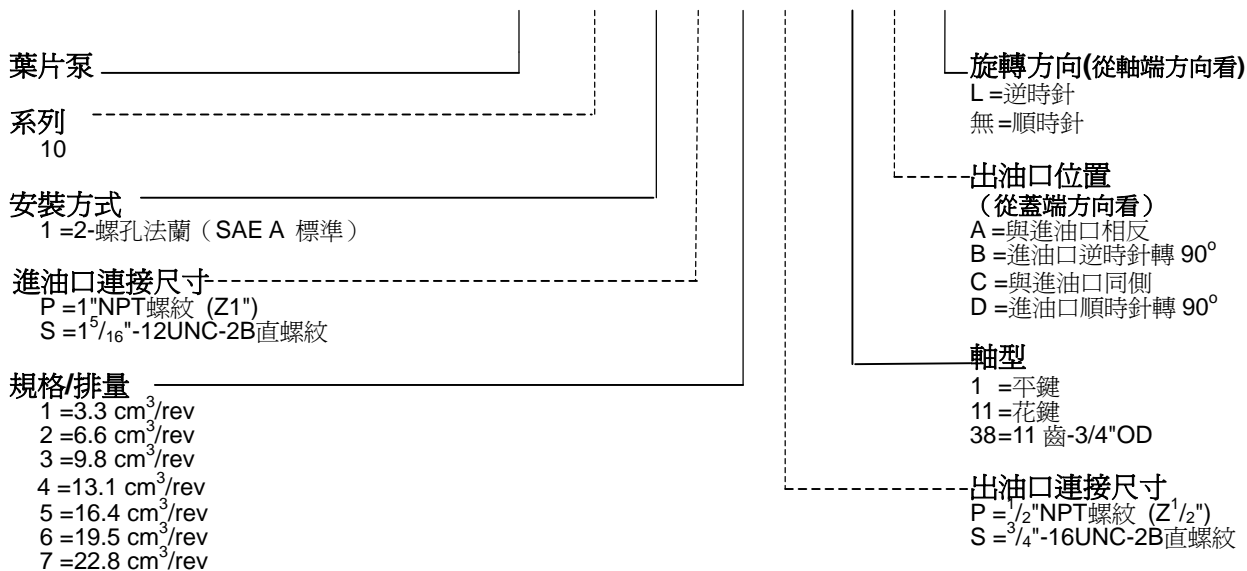 葉片泵
系列
10
安裝方式
1 =2-螺孔法蘭（SAE A 標準）
進油口連接尺寸
P =1"NPT螺紋 (Z1")
S =1⁵/₁₆"-12UNC-2B直螺紋
規格/排量
1 =3.3 cm³/rev
2 =6.6 cm³/rev
3 =9.8 cm³/rev
4 =13.1 cm³/rev
5 =16.4 cm³/rev
6 =19.5 cm³/rev
7 =22.8 cm³/rev
旋轉方向(從軸端方向看)
L =逆時針
無 =順時針
出油口位置
（從蓋端方向看）
A =與進油口相反
B =進油口逆時針轉 90°
C =與進油口同側
D =進油口順時針轉 90°
軸型
1 =平鍵
11 =花鍵
38=11 齒-3/4"OD
出油口連接尺寸
P =¹/₂"NPT螺紋 (Z¹/₂")
S =³/₄"-16UNC-2B直螺紋